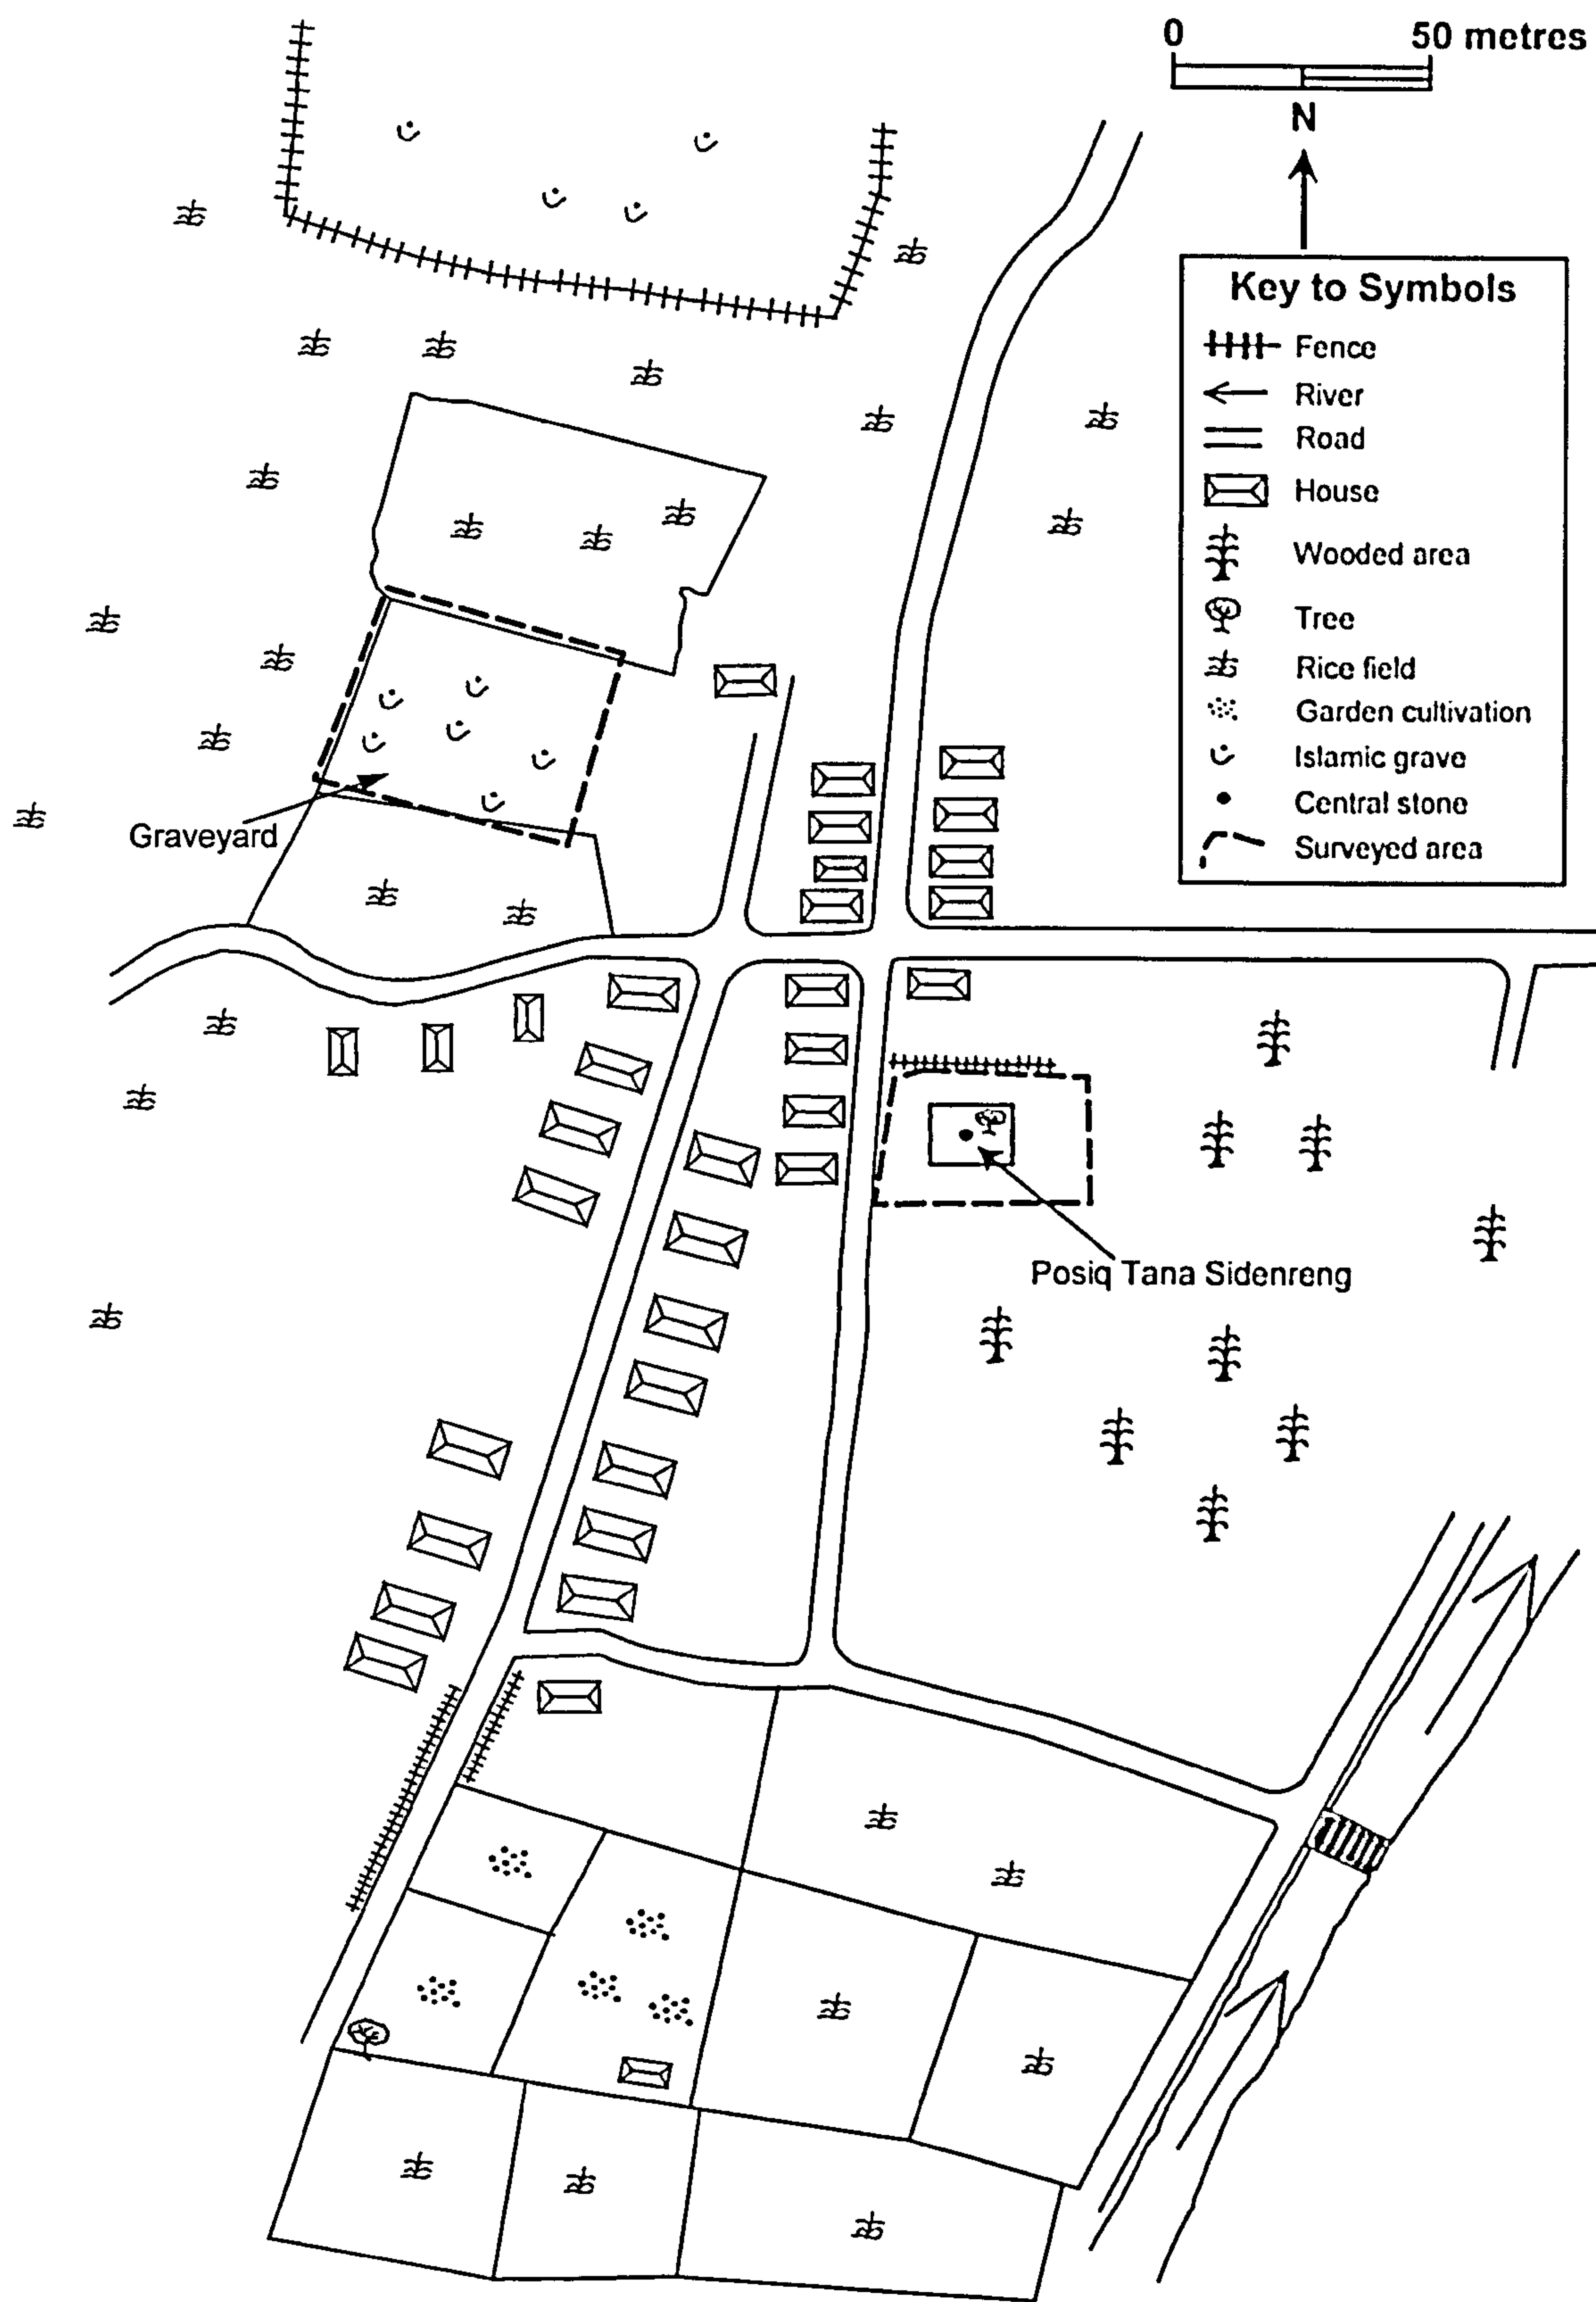 0 50 metres
N
Key to Symbols
Fence
River
Road
House
Wooded area
Tree
Rice field
Garden cultivation
Islamic grave
Central stone
Surveyed area
Graveyard
Posiq Tana Sidenreng